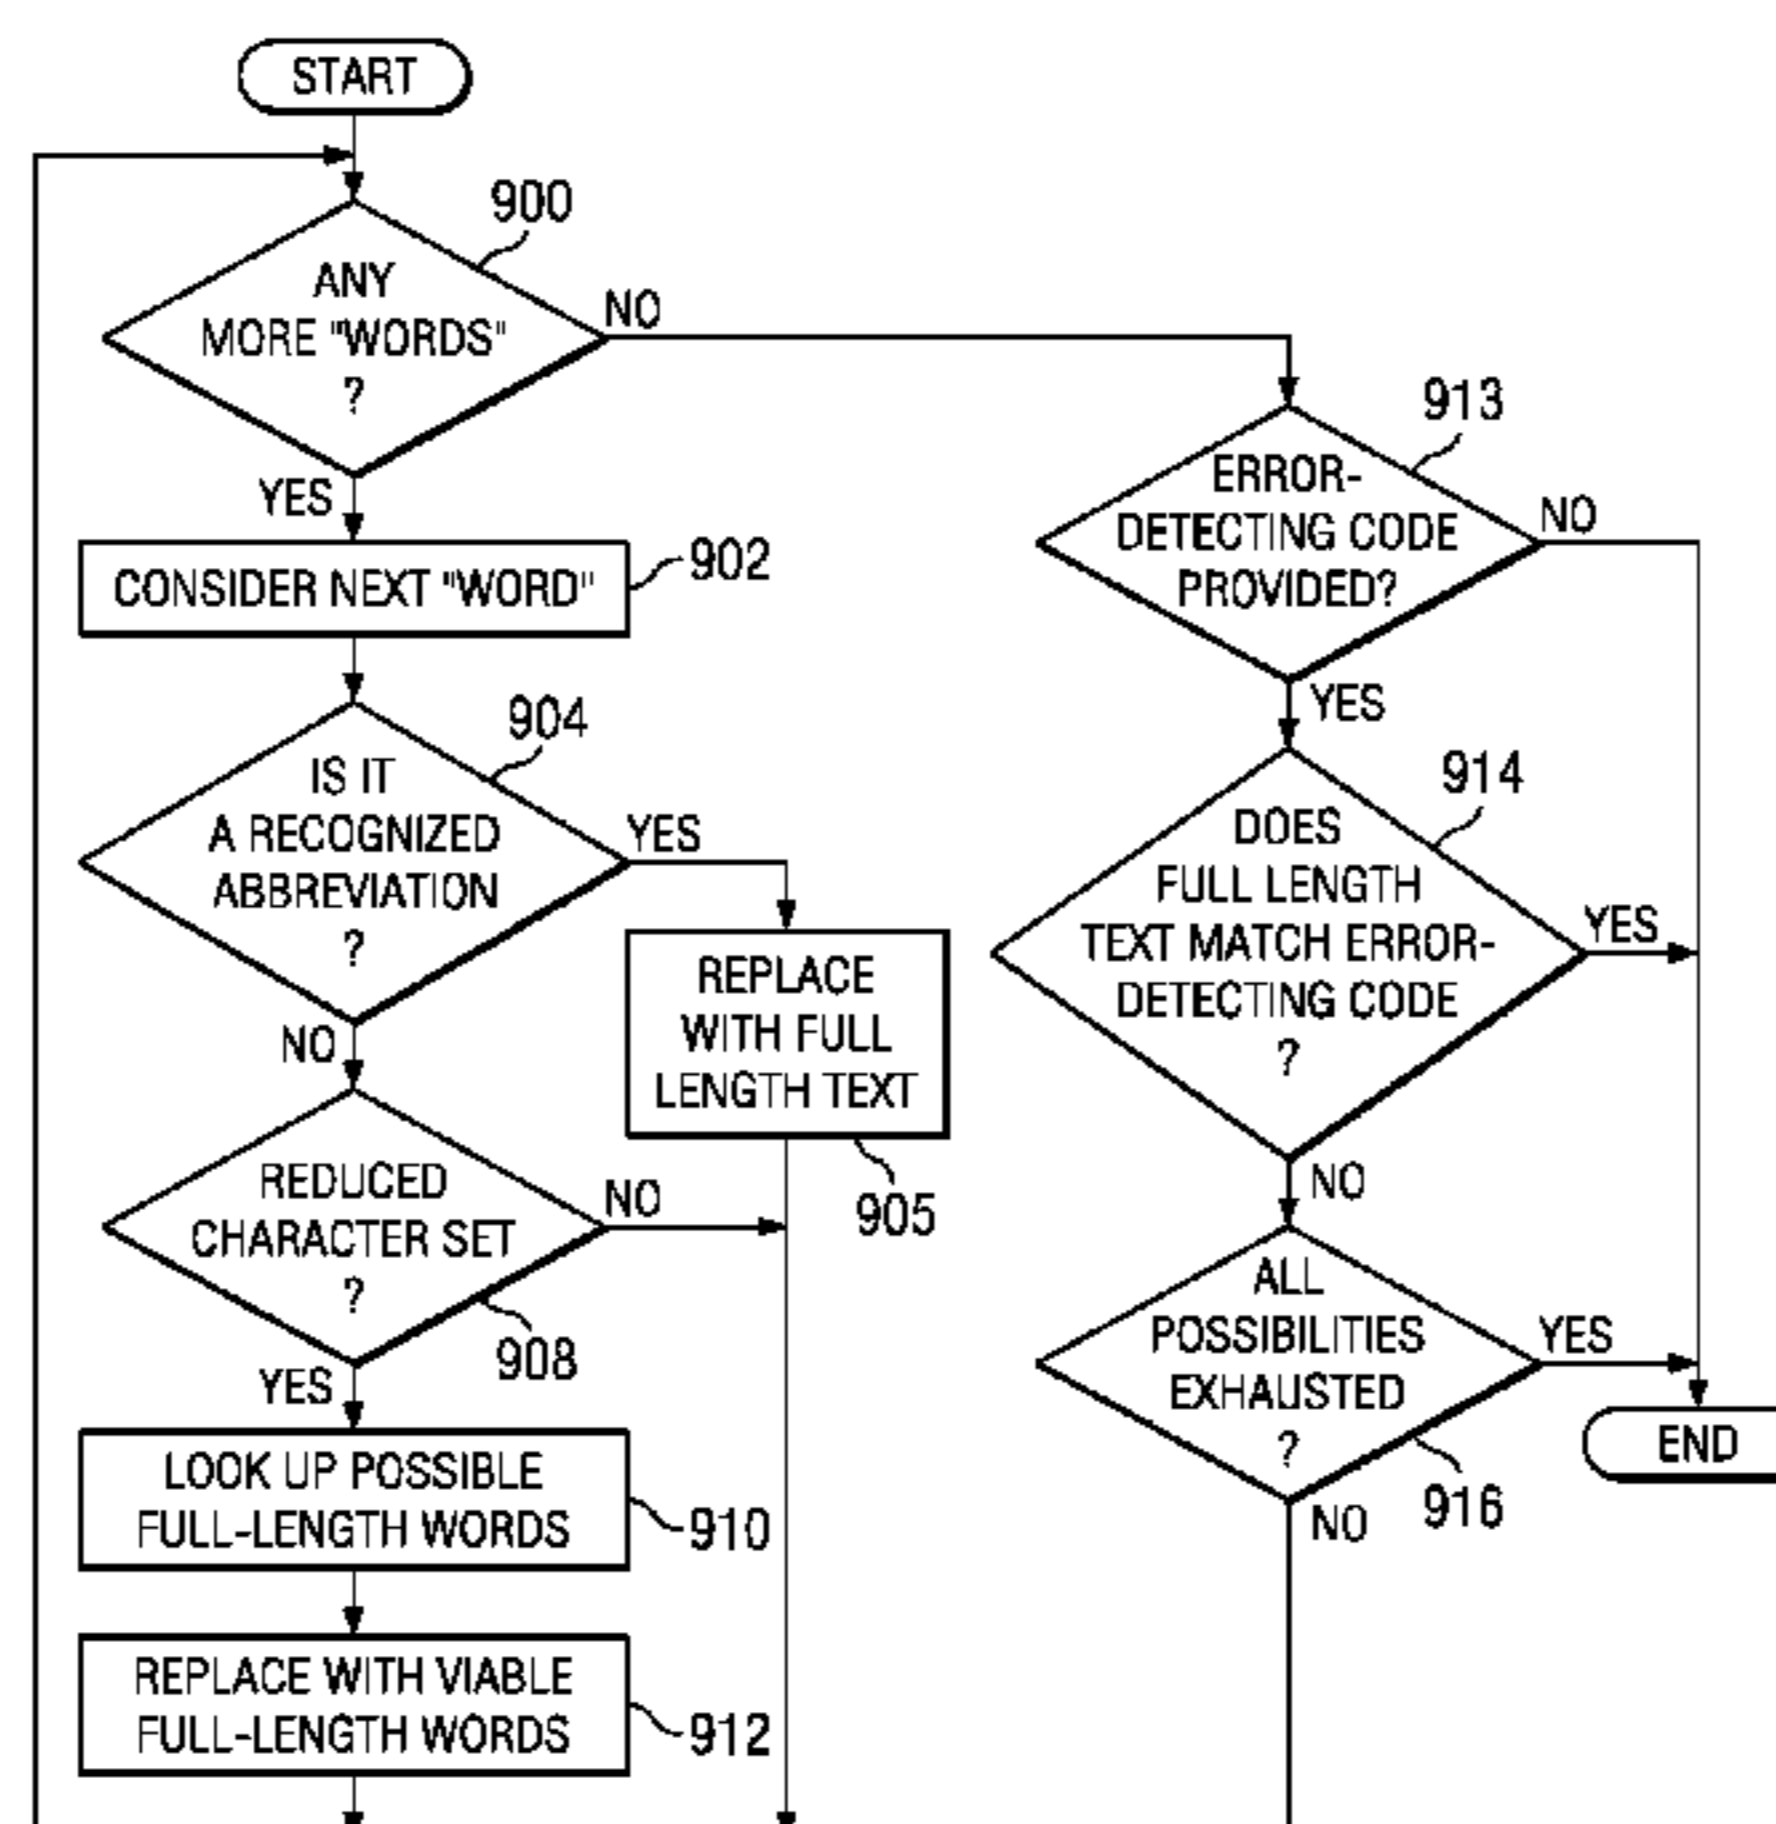 START
900
ANY
MORE "WORDS"
?
NO
YES
CONSIDER NEXT "WORD"
902
904
IS IT
A RECOGNIZED
ABBREVIATION
?
YES
NO
REPLACE
WITH FULL
LENGTH TEXT
905
REDUCED
CHARACTER SET
?
NO
908
YES
LOOK UP POSSIBLE
FULL-LENGTH WORDS
910
REPLACE WITH VIABLE
FULL-LENGTH WORDS
912
913
ERROR-
DETECTING CODE
PROVIDED?
NO
YES
914
DOES
FULL LENGTH
TEXT MATCH ERROR-
DETECTING CODE
?
YES
NO
ALL
POSSIBILITIES
EXHAUSTED
?
YES
916
NO
END